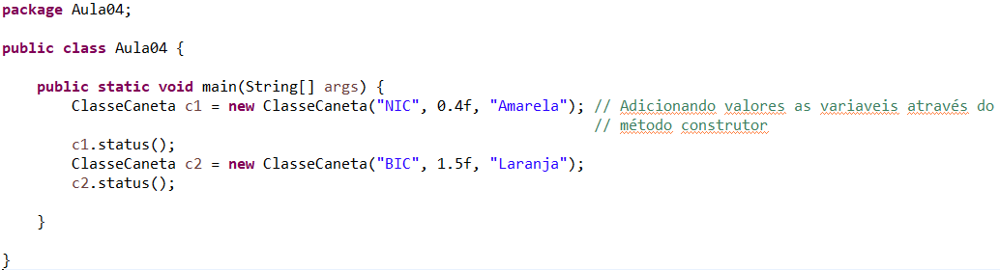 package Aula04;
public class Aula04 {
public static void main(String[] args) {
ClasseCaneta c1 = new ClasseCaneta("NIC", 0.4f, "Amarela"); // Adicionando valores as variaveis através do
// método construtor
c1.status();
ClasseCaneta c2 = new ClasseCaneta("BIC", 1.5f, "Laranja");
c2.status();
}
}